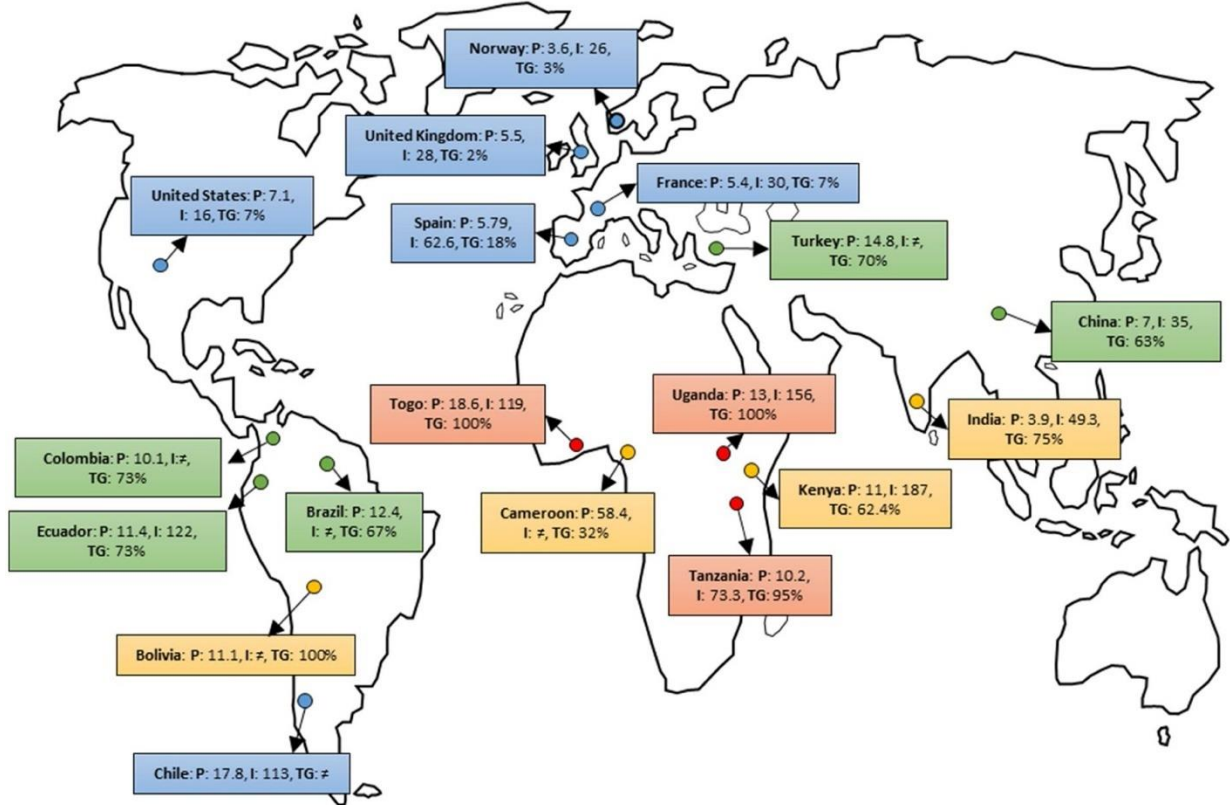 Norway: P: 3.6, I: 26,
TG: 3%
United Kingdom: P: 5.5,
I: 28, TG: 2%
United States: P: 7.1,
I: 16, TG: 7%
France: P: 5.4, I: 30, TG: 7%
Spain: P: 5.79,
I: 62.6, TG: 18%
Turkey: P: 14.8, I: ≠,
TG: 70%
China: P: 7, I: 35,
TG: 63%
Togo: P: 18.6, I: 119,
TG: 100%
Uganda: P: 13, I: 156,
TG: 100%
India: P: 3.9, I: 49.3,
TG: 75%
Colombia: P: 10.1, I:≠,
TG: 73%
Ecuador: P: 11.4, I: 122,
TG: 73%
Brazil: P: 12.4,
I: ≠, TG: 67%
Cameroon: P: 58.4,
I: ≠, TG: 32%
Kenya: P: 11, I: 187,
TG: 62.4%
Tanzania: P: 10.2,
I: 73.3, TG: 95%
Bolivia: P: 11.1, I: ≠, TG: 100%
Chile: P: 17.8, I: 113, TG: ≠